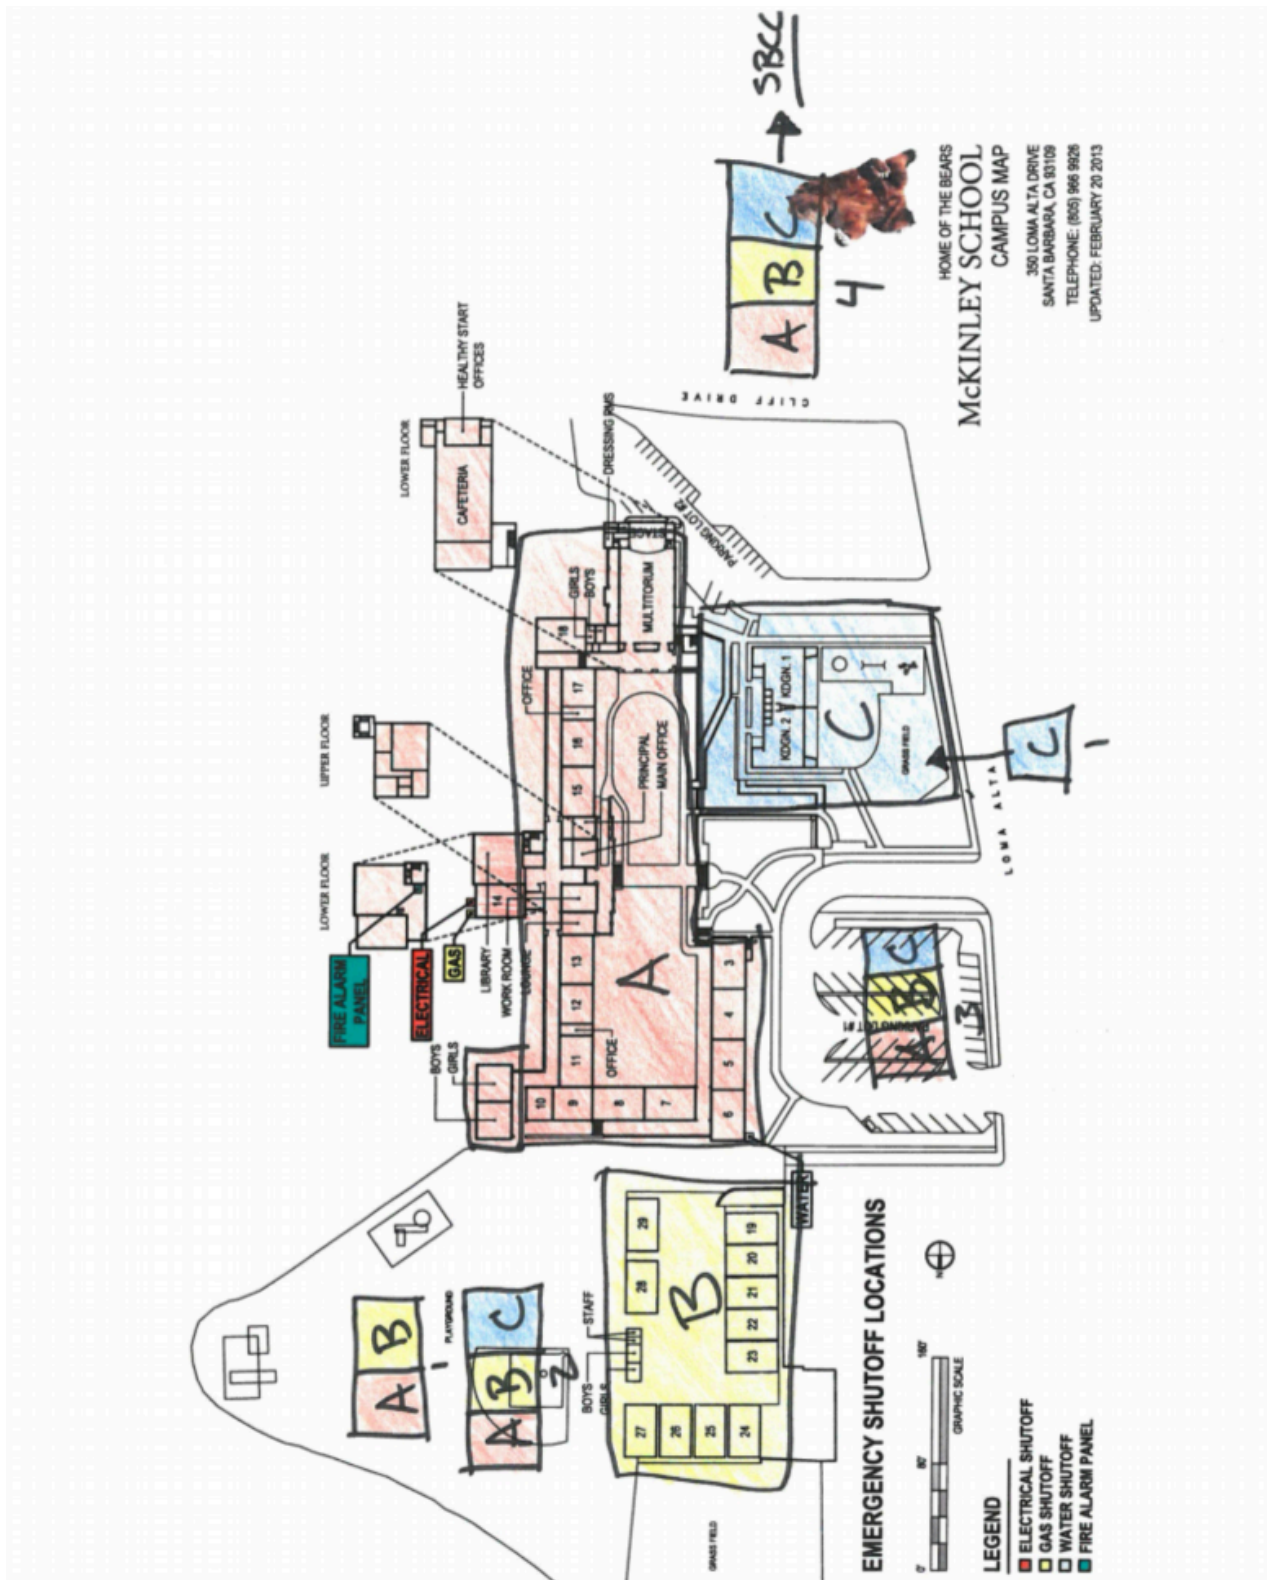 SBCC
A B C
4
HOME OF THE BEARS
McKINLEY SCHOOL
CAMPUS MAP
350 LOMA ALTA DRIVE
SANTA BARBARA, CA 93109
TELEPHONE: (805) 966 9926
UPDATED: FEBRUARY 20 2013
CLIFF DRIVE
LOWER FLOOR
CAFETERIA
HEALTHY START
OFFICES
DRESSING RMS
STAGE
PARKING LOT #2
MULTITORIUM
GIRLS
BOYS
18
OFFICE
17
16
15
PRINCIPAL
MAIN OFFICE
UPPER FLOOR
LOWER FLOOR
FIRE ALARM
PANEL
ELECTRICAL
GAS
14
LIBRARY
WORK ROOM
LOUNGE
13
12
11
OFFICE
A
BOYS
GIRLS
10
9
8
7
3
4
5
6
KDGN. 2
KDGN. 1
C
GRASS FIELD
C
1
LOMA ALTA
PARKING LOT #1
A B C
3
WATER
PLAYGROUND
A B
1
A B C
2
STAFF
BOYS
GIRLS
B
29
28
19
20
21
22
23
27
26
25
24
GRASS FIELD
EMERGENCY SHUTOFF LOCATIONS
N
0' 80' 160'
GRAPHIC SCALE
LEGEND
ELECTRICAL SHUTOFF
GAS SHUTOFF
WATER SHUTOFF
FIRE ALARM PANEL